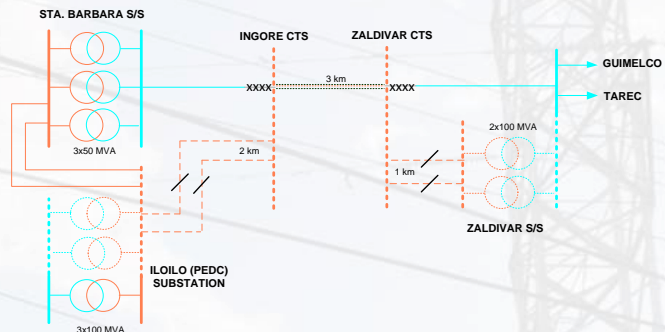 STA. BARBARA S/S
INGORE CTS
ZALDIVAR CTS
GUIMELCO
TAREC
XXXX
3 km
XXXX
2x100 MVA
3x50 MVA
2 km
1 km
ZALDIVAR S/S
ILOILO (PEDC)
SUBSTATION
3x100 MVA